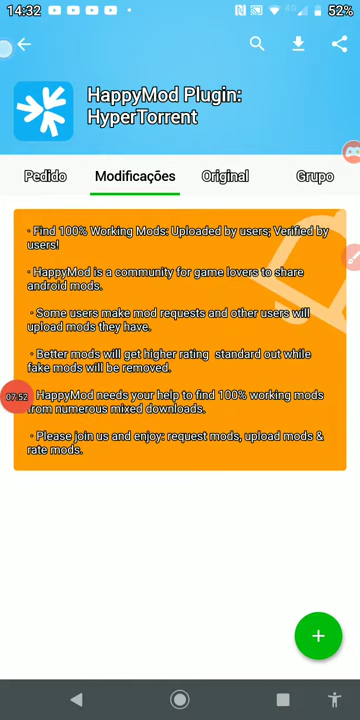 14:32
4G
52%
HappyMod Plugin:
HyperTorrent
Pedido
Modificações
Original
Grupo
· Find 100% Working Mods: Uploaded by users; Verified by
users!
· HappyMod is a community for game lovers to share
android mods.
· Some users make mod requests and other users will
upload mods they have.
· Better mods will get higher rating standard out while
fake mods will be removed.
07:52
HappyMod needs your help to find 100% working mods
from numerous mixed downloads.
· Please join us and enjoy: request mods, upload mods &
rate mods.